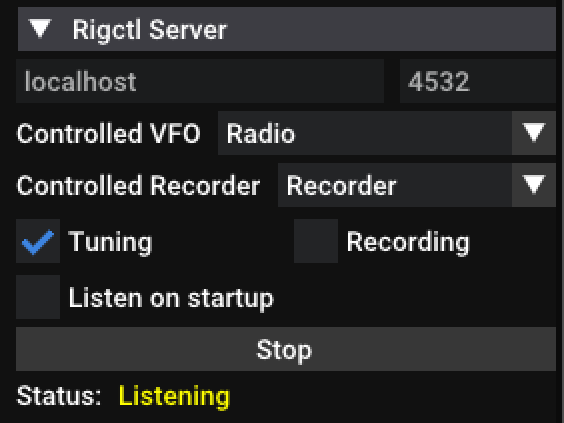 Rigctl Server
localhost 4532
Controlled VFO Radio
Controlled Recorder Recorder
Tuning Recording
Listen on startup
Stop
Status: Listening